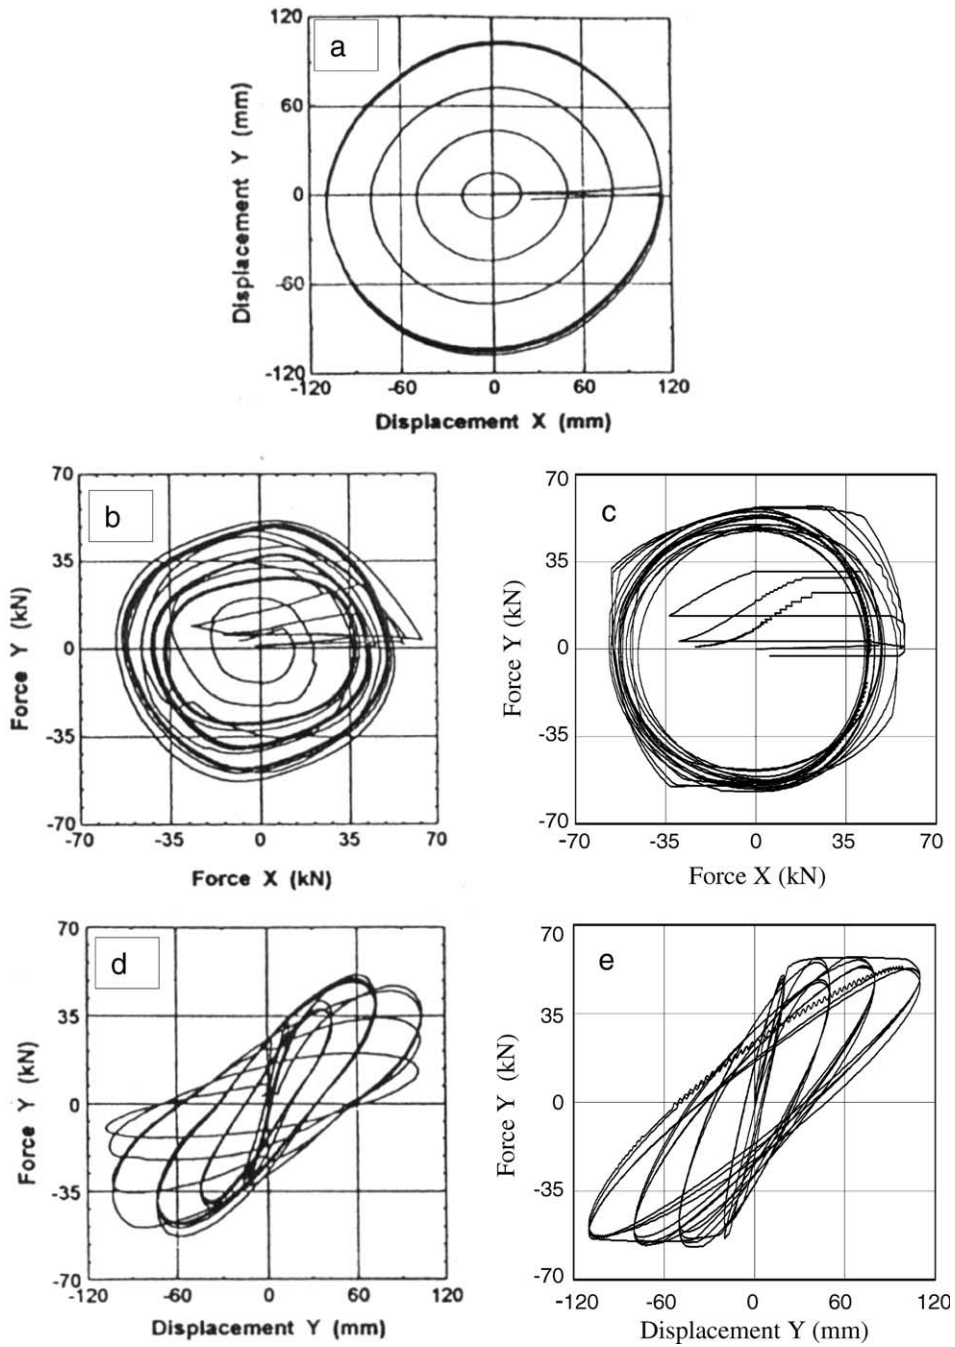 120
a
60
0
-60
-120
-120 -60 0 60 120
Displacement Y (mm)
Displacement X (mm)
70
b
35
0
-35
-70
-70 -35 0 35 70
Force Y (kN)
Force X (kN)
70
c
35
0
-35
-70
-70 -35 0 35 70
Force Y (kN)
Force X (kN)
70
d
35
0
-35
-70
-120 -60 0 60 120
Force Y (kN)
Displacement Y (mm)
70
e
35
0
-35
-70
-120 -60 0 60 120
Force Y (kN)
Displacement Y (mm)